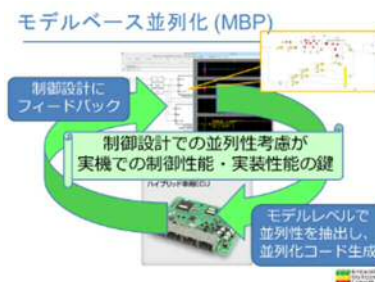 モデルベース並列化 (MBP)
制御設計に
フィードバック
制御設計での並列性考慮が
実機での制御性能・実装性能の鍵
モデルレベルで
並列性を抽出し、
並列化コード生成